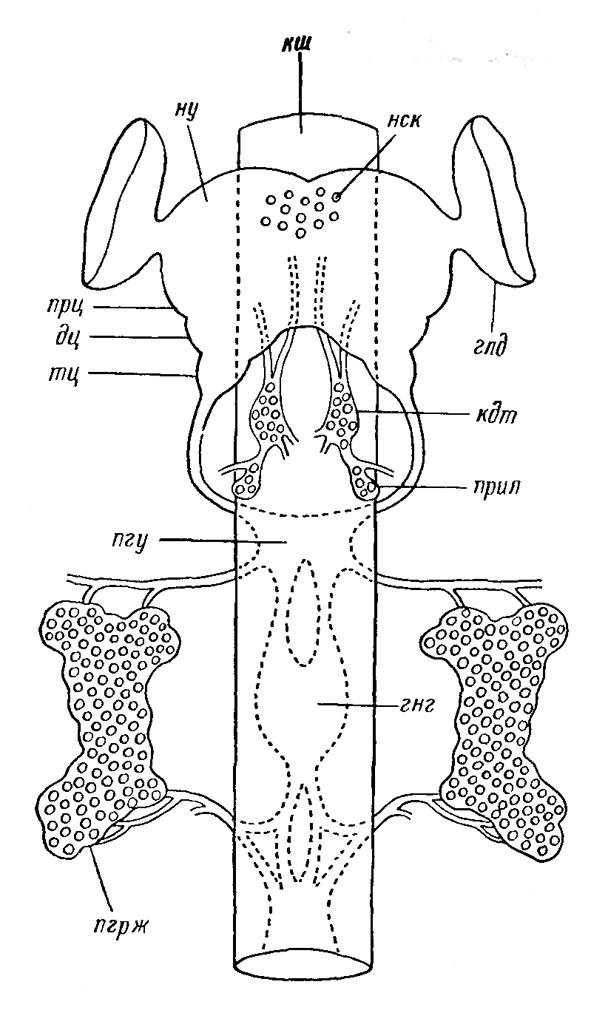 кш
ну
нск
прц
дц
тц
глд
кдт
прил
пгу
гнг
пгрж